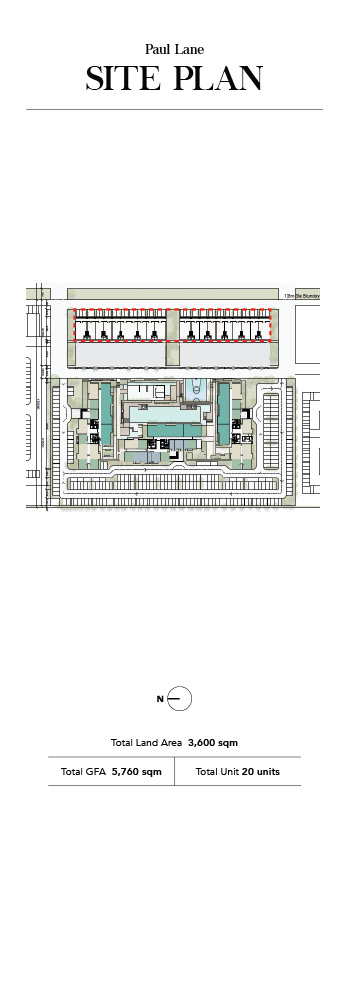 Paul Lane
SITE PLAN
Site Boundary
N
Total Land Area 3,600 sqm
Total GFA 5,760 sqm
Total Unit 20 units